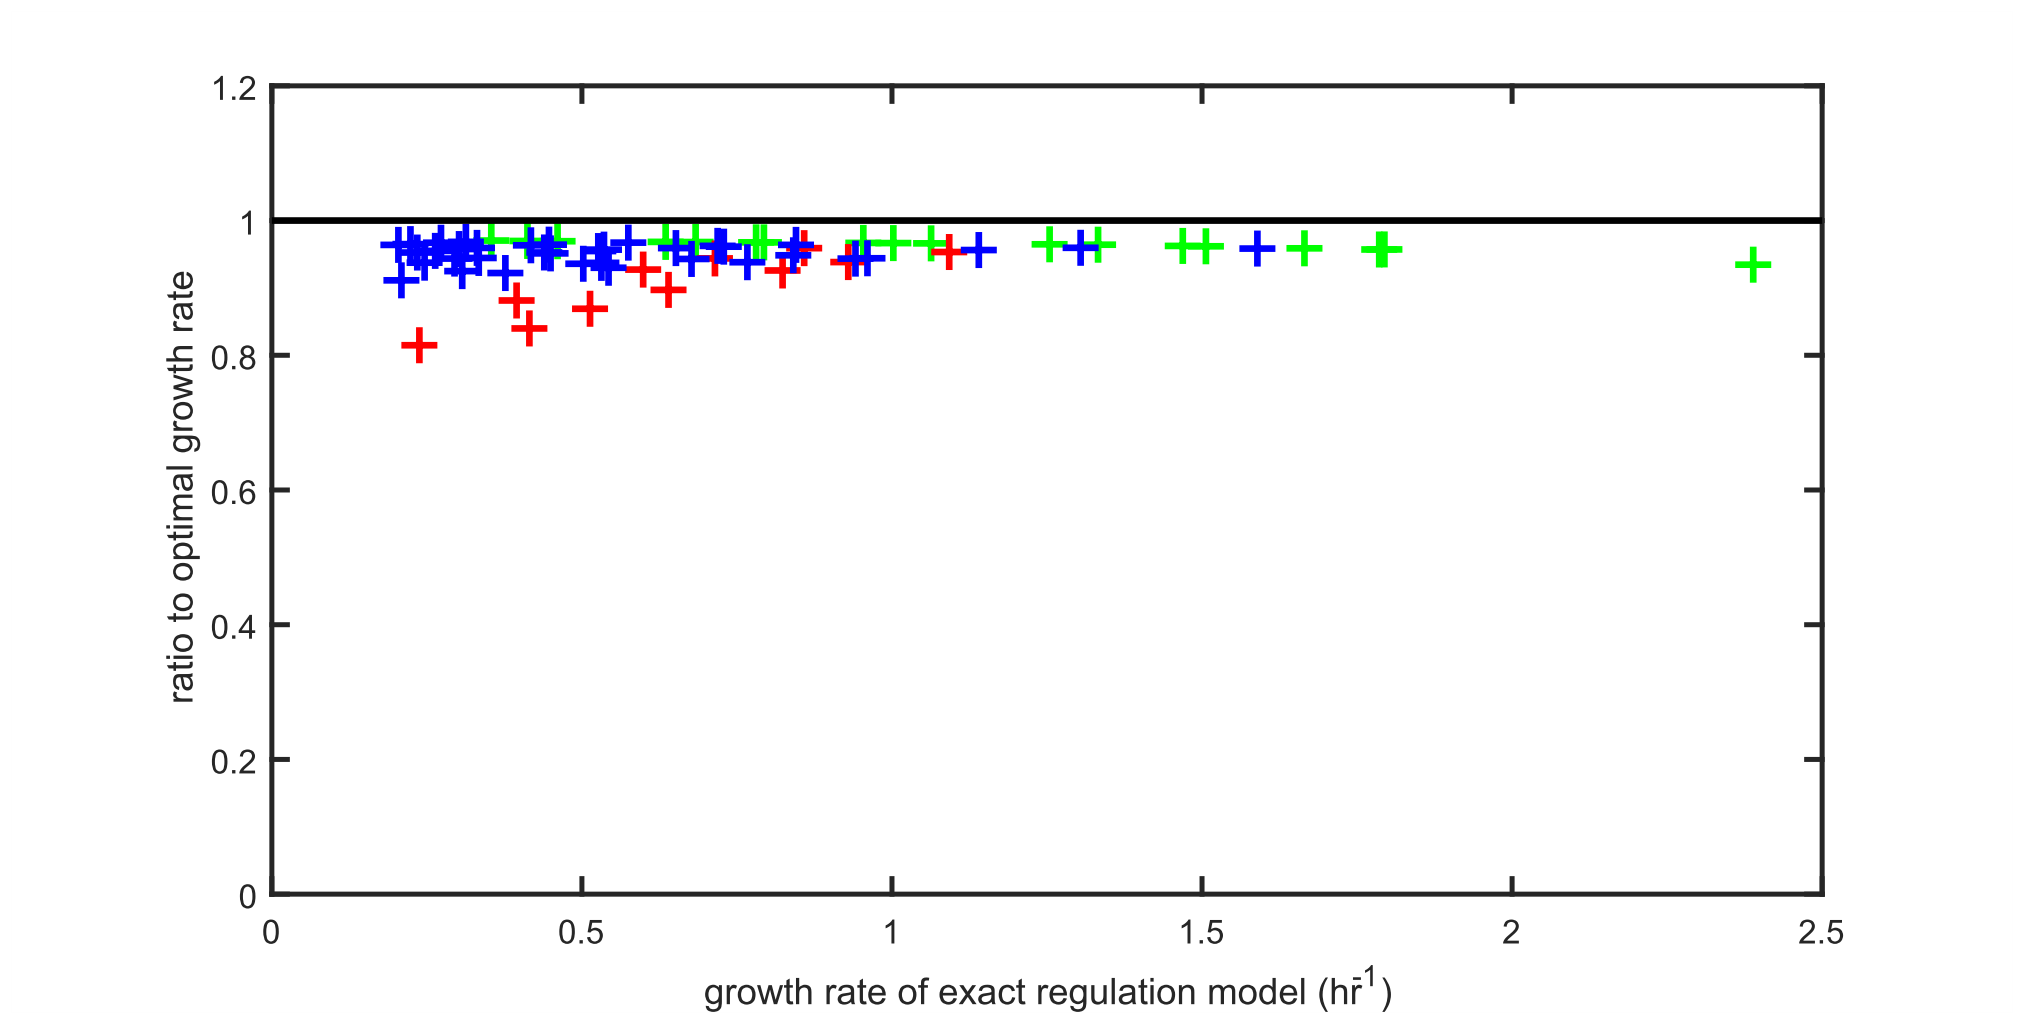 1.2
1
0.8
0.6
0.4
0.2
0
0 0.5 1 1.5 2 2.5
ratio to optimal growth rate
growth rate of exact regulation model (hr⁻¹)